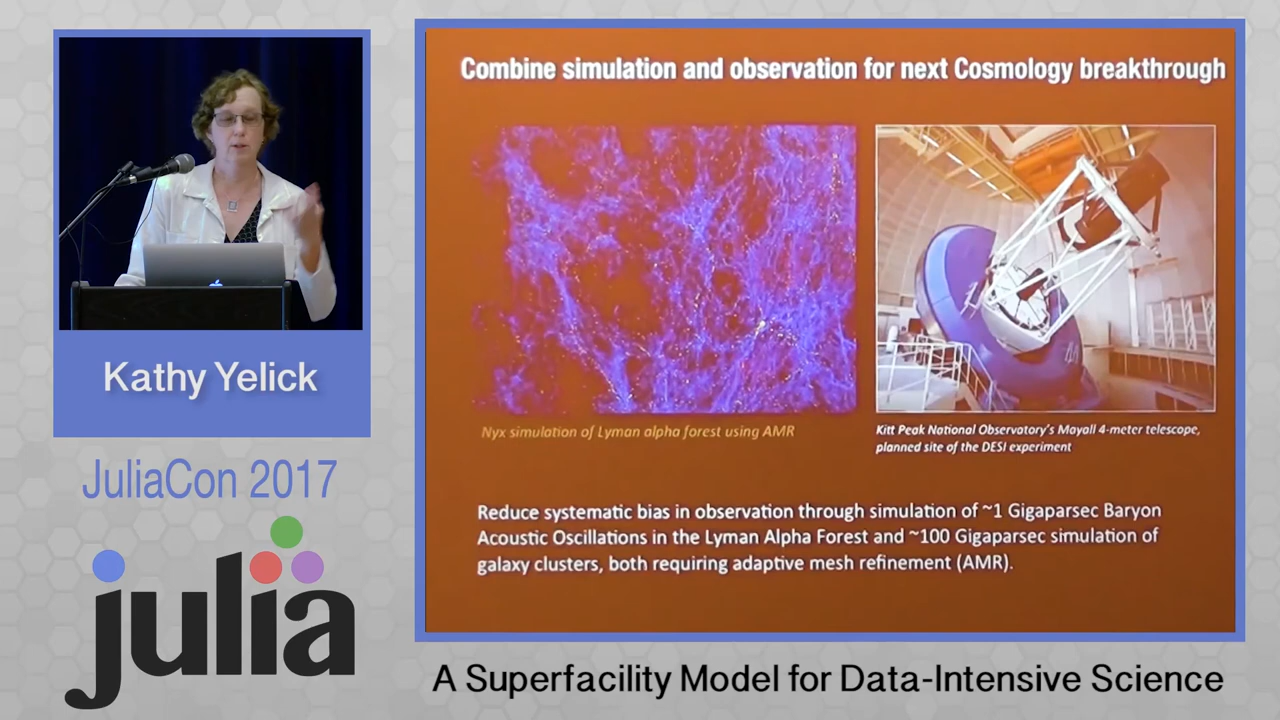 Combine simulation and observation for next Cosmology breakthrough
Nyx simulation of Lyman alpha forest using AMR
Kitt Peak National Observatory's Mayall 4-meter telescope,
planned site of the DESI experiment
Reduce systematic bias in observation through simulation of ~1 Gigaparsec Baryon
Acoustic Oscillations in the Lyman Alpha Forest and ~100 Gigaparsec simulation of
galaxy clusters, both requiring adaptive mesh refinement (AMR).
Kathy Yelick
JuliaCon 2017
julia
A Superfacility Model for Data-Intensive Science